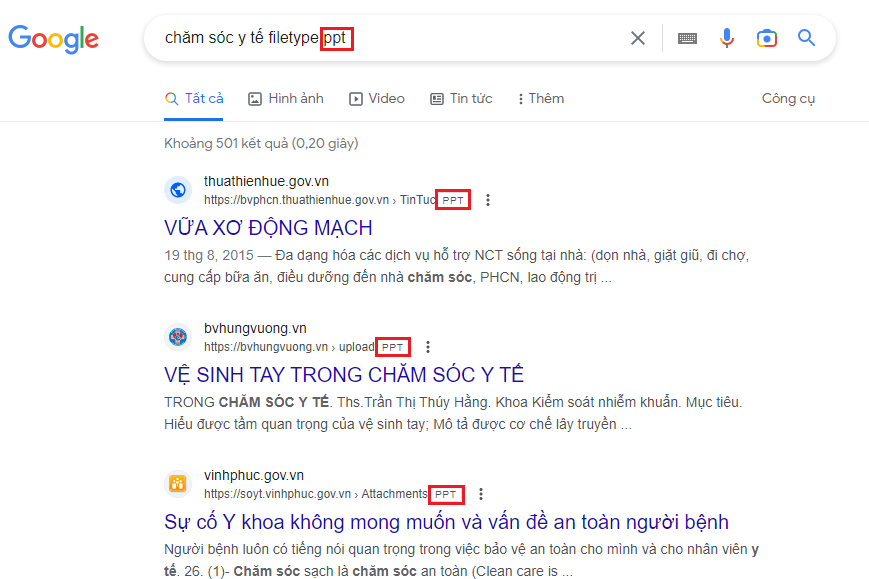 Google
chăm sóc y tế filetype:ppt
Tất cả Hình ảnh Video Tin tức Thêm Công cụ
Khoảng 501 kết quả (0,20 giây)
thuathienhue.gov.vn
https://bvphcn.thuathienhue.gov.vn › TinTuc PPT
VỮA XƠ ĐỘNG MẠCH
19 thg 8, 2015 — Đa dạng hóa các dịch vụ hỗ trợ NCT sống tại nhà: (dọn nhà, giặt giũ, đi chợ,
cung cấp bữa ăn, điều dưỡng đến nhà chăm sóc, PHCN, lao động trị ...
bvhungvuong.vn
https://bvhungvuong.vn › upload PPT
VỆ SINH TAY TRONG CHĂM SÓC Y TẾ
TRONG CHĂM SÓC Y TẾ. Ths.Trần Thị Thúy Hằng. Khoa Kiểm soát nhiễm khuẩn. Mục tiêu.
Hiểu được tầm quan trọng của vệ sinh tay; Mô tả được cơ chế lây truyền ...
vinhphuc.gov.vn
https://soyt.vinhphuc.gov.vn › Attachments PPT
Sự cố Y khoa không mong muốn và vấn đề an toàn người bệnh
Người bệnh luôn có tiếng nói quan trọng trong việc bảo vệ an toàn cho mình và cho nhân viên y
tế. 26. (1)- Chăm sóc sạch là chăm sóc an toàn (Clean care is ...